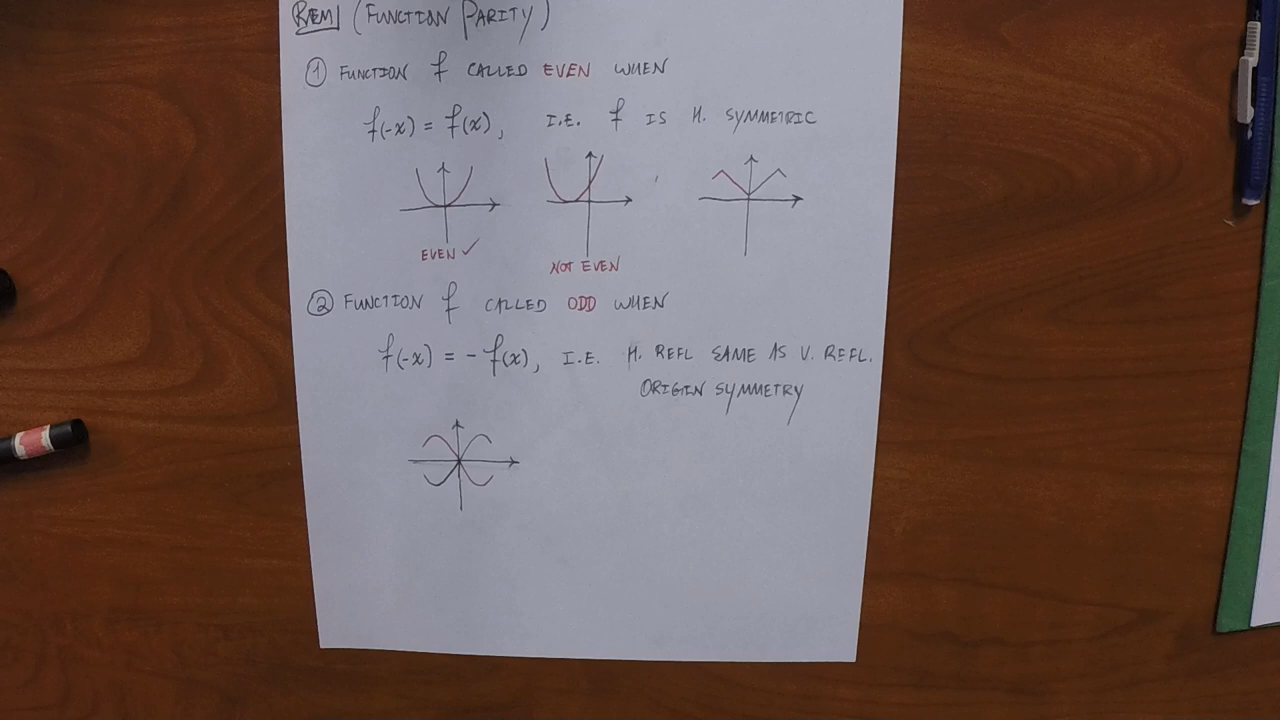 REM (FUNCTION PARITY)
① FUNCTION f CALLED EVEN WHEN
f(-x) = f(x), I.E. f IS H. SYMMETRIC
EVEN ✓
NOT EVEN
② FUNCTION f CALLED ODD WHEN
f(-x) = - f(x), I.E. H. REFL SAME AS V. REFL.
ORIGIN SYMMETRY